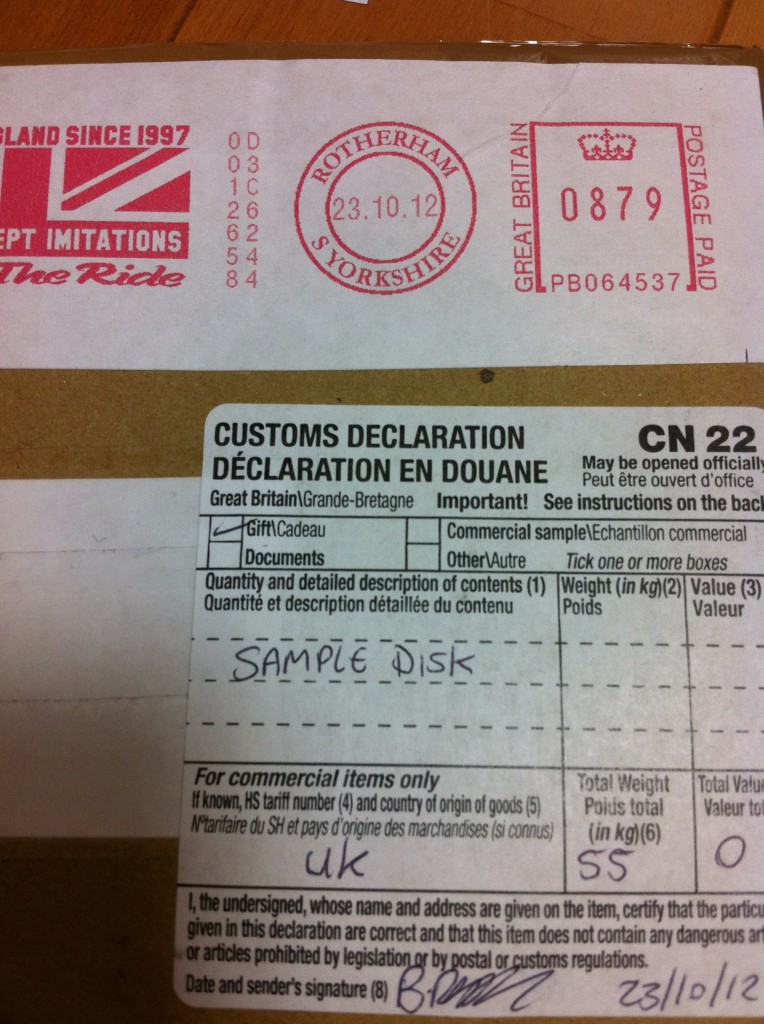 GLAND SINCE 1997
EPT IMITATIONS
The Ride
0D
03
1C
26
62
54
84
ROTHERHAM
23.10.12
S YORKSHIRE
GREAT BRITAIN
0879
POSTAGE PAID
PB064537
CUSTOMS DECLARATION
DÉCLARATION EN DOUANE
CN 22
May be opened officially
Peut être ouvert d'office
Great Britain\Grande-Bretagne Important! See instructions on the back
Gift\Cadeau
Commercial sample\Echantillon commercial
Documents
Other\Autre Tick one or more boxes
Quantity and detailed description of contents (1)
Quantité et description détaillée du contenu
Weight (in kg)(2)
Poids
Value (3)
Valeur
SAMPLE DISK
For commercial items only
If known, HS tariff number (4) and country of origin of goods (5)
N°tarifaire du SH et pays d'origine des marchandises (si connus)
UK
Total Weight
Poids total
(in kg)(6)
55
Total Valu
Valeur to
0
I, the undersigned, whose name and address are given on the item, certify that the particu
given in this declaration are correct and that this item does not contain any dangerous art
or articles prohibited by legislation or by postal or customs regulations.
Date and sender's signature (8)
23/10/12